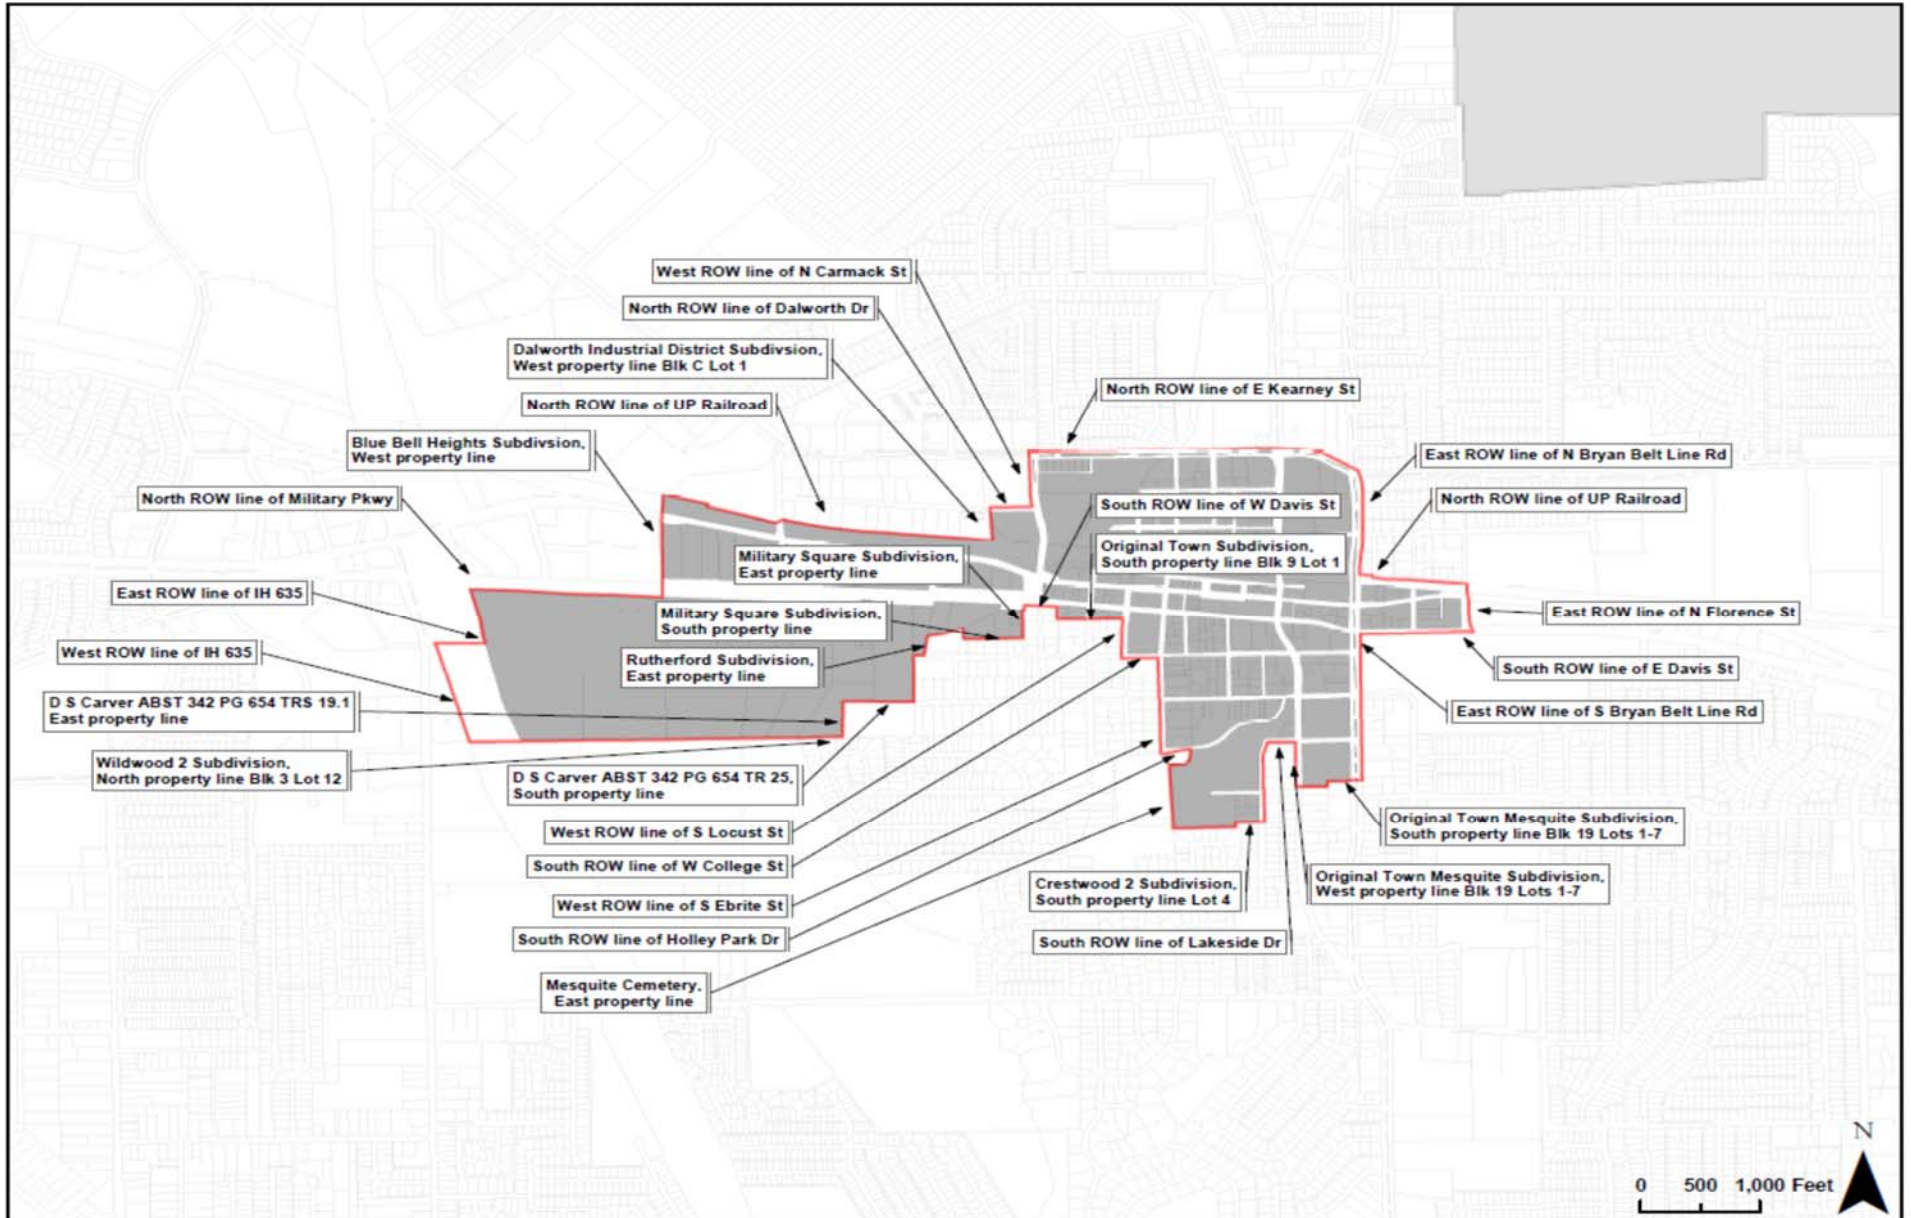 West ROW line of N Carmack St
North ROW line of Dalworth Dr
Dalworth Industrial District Subdivsion,
West property line Blk C Lot 1
North ROW line of E Kearney St
North ROW line of UP Railroad
Blue Bell Heights Subdivsion,
West property line
East ROW line of N Bryan Belt Line Rd
North ROW line of Military Pkwy
North ROW line of UP Railroad
South ROW line of W Davis St
Original Town Subdivision,
South property line Blk 9 Lot 1
Military Square Subdivision,
East property line
East ROW line of IH 635
East ROW line of N Florence St
Military Square Subdivision,
South property line
West ROW line of IH 635
Rutherford Subdivision,
East property line
South ROW line of E Davis St
D S Carver ABST 342 PG 654 TRS 19.1
East property line
East ROW line of S Bryan Belt Line Rd
Wildwood 2 Subdivision,
North property line Blk 3 Lot 12
D S Carver ABST 342 PG 654 TR 25,
South property line
West ROW line of S Locust St
Original Town Mesquite Subdivision,
South property line Blk 19 Lots 1-7
South ROW line of W College St
Crestwood 2 Subdivision,
South property line Lot 4
Original Town Mesquite Subdivision,
West property line Blk 19 Lots 1-7
West ROW line of S Ebrite St
South ROW line of Holley Park Dr
South ROW line of Lakeside Dr
Mesquite Cemetery,
East property line
N
0 500 1,000 Feet